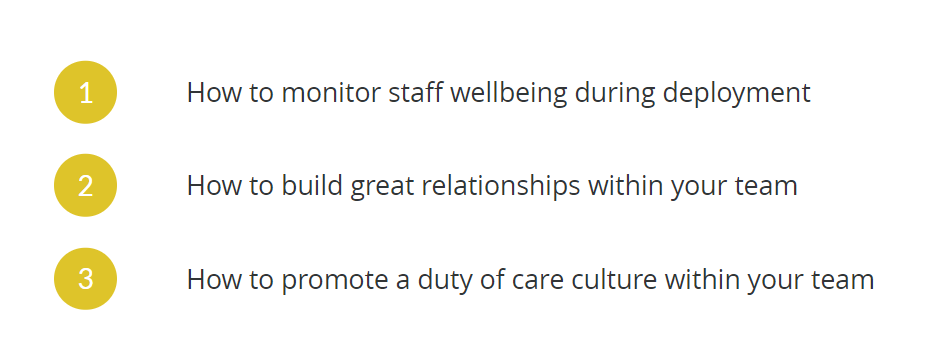 1 How to monitor staff wellbeing during deployment
2 How to build great relationships within your team
3 How to promote a duty of care culture within your team